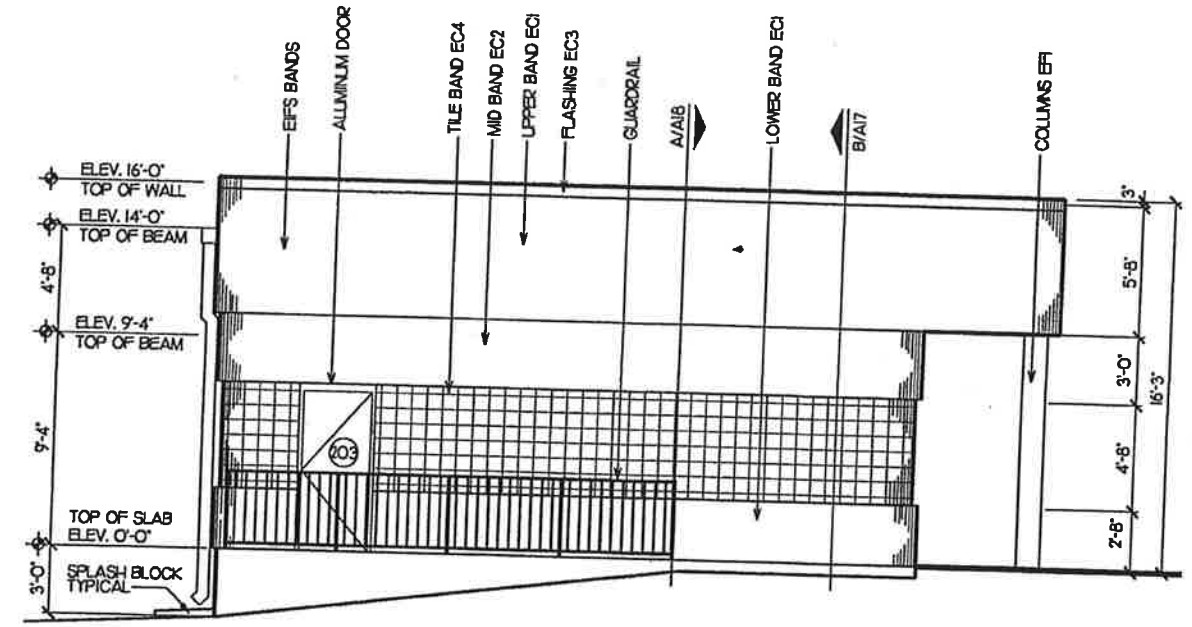 EIFS BANDS
ALUMINUM DOOR
TILE BAND EC4
MID BAND EC2
UPPER BAND EC1
FLASHING EC3
GUARDRAIL
A/A18
LOWER BAND EC1
B/A17
COLUMNS EF1
ELEV. 16'-0"
TOP OF WALL
ELEV. 14'-0"
TOP OF BEAM
4'-8"
ELEV. 9'-4"
TOP OF BEAM
9'-4"
TOP OF SLAB
ELEV. 0'-0"
3'-0"
SPLASH BLOCK
TYPICAL
203
3"
5'-8"
3'-0"
16'-3"
4'-8"
2'-8"